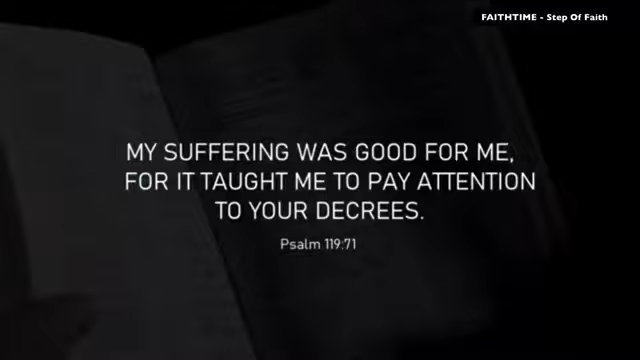 FAITHTIME - Step Of Faith
MY SUFFERING WAS GOOD FOR ME,
FOR IT TAUGHT ME TO PAY ATTENTION
TO YOUR DECREES.
Psalm 119:71